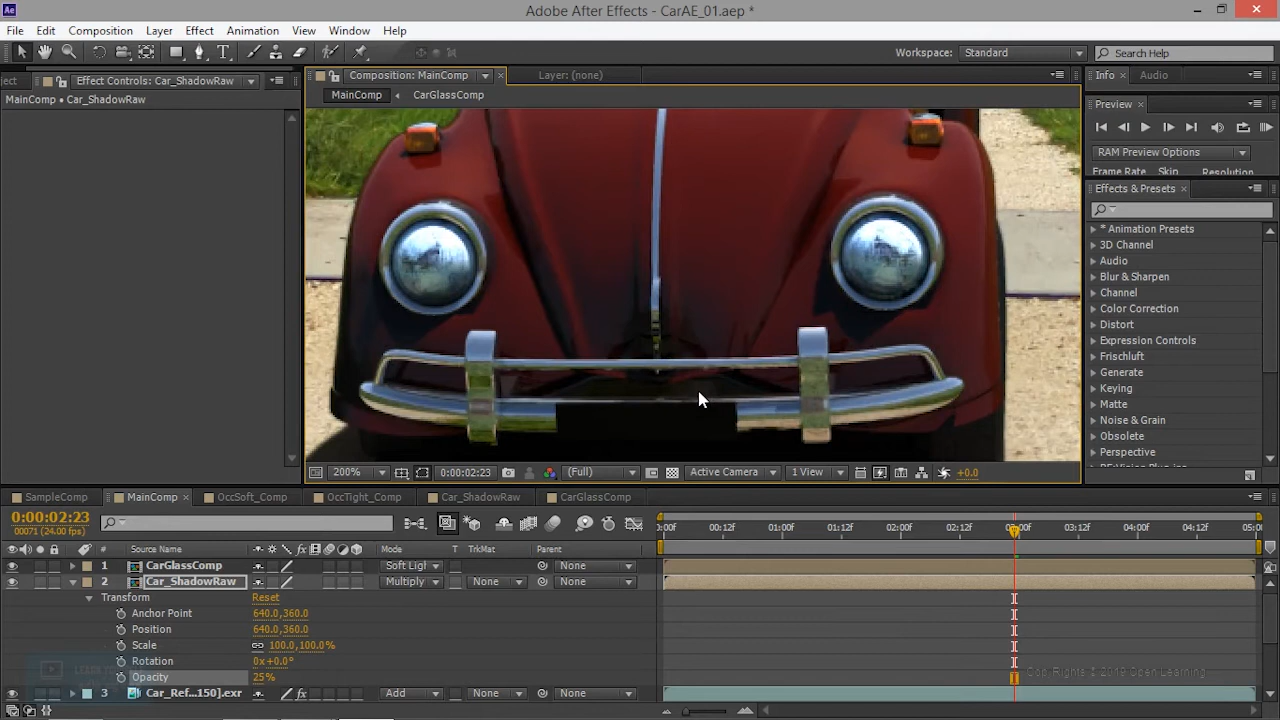 Adobe After Effects - CarAE_01.aep *
File Edit Composition Layer Effect Animation View Window Help
Workspace: Standard Search Help
ject Effect Controls: Car_ShadowRaw Composition: MainComp Layer: (none) Info Audio
MainComp • Car_ShadowRaw MainComp CarGlassComp
Preview
RAM Preview Options
Frame Rate Skip Resolution
Effects & Presets
* Animation Presets
3D Channel
Audio
Blur & Sharpen
Channel
Color Correction
Distort
Expression Controls
Frischluft
Generate
Keying
Matte
Noise & Grain
Obsolete
Perspective
200% 0:00:02:23 (Full) Active Camera 1 View +0.0
SampleComp MainComp OccSoft_Comp OccTight_Comp Car_ShadowRaw CarGlassComp
0:00:02:23
00071 (24.00 fps)
:00f 00:12f 01:00f 01:12f 02:00f 02:12f 03:00f 03:12f 04:00f 04:12f 05:0
# Source Name Mode T TrkMat Parent
1 CarGlassComp Soft Ligh None
2 Car_ShadowRaw Multiply None None
Transform Reset
Anchor Point 640.0,360.0
Position 640.0,360.0
Scale 100.0,100.0%
Rotation 0x+0.0°
Opacity 25%
3 Car_Ref...150].exr Add None None